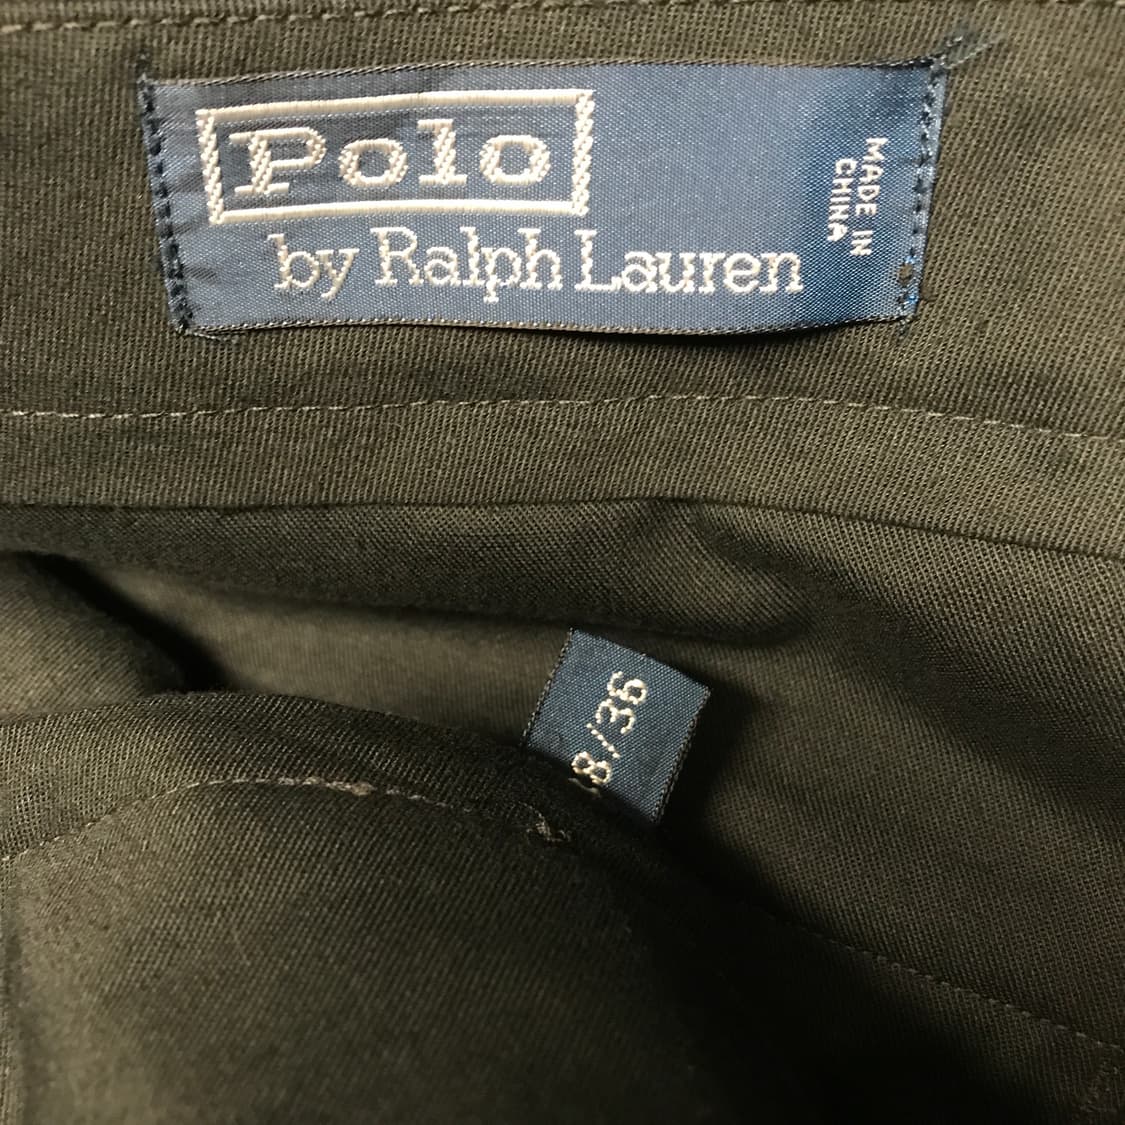 Polo
by Ralph Lauren
MADE IN
CHINA
8/36